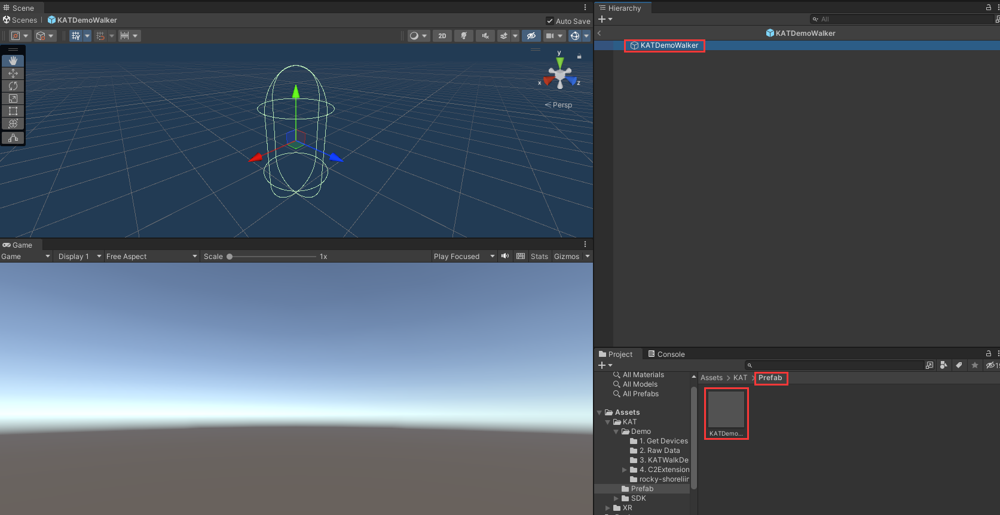 Scene
Scenes | KATDemoWalker
Auto Save
2D
y
x
z
Persp
Game
Game
Display 1
Free Aspect
Scale
1x
Play Focused
Stats
Gizmos
Hierarchy
All
KATDemoWalker
KATDemoWalker
Project
Console
All Materials
All Models
All Prefabs
Assets
KAT
Demo
1. Get Devices
2. Raw Data
3. KATWalkDe
4. C2Extension
rocky-shoreliin
Prefab
SDK
XR
Assets > KAT > Prefab
KATDemo...